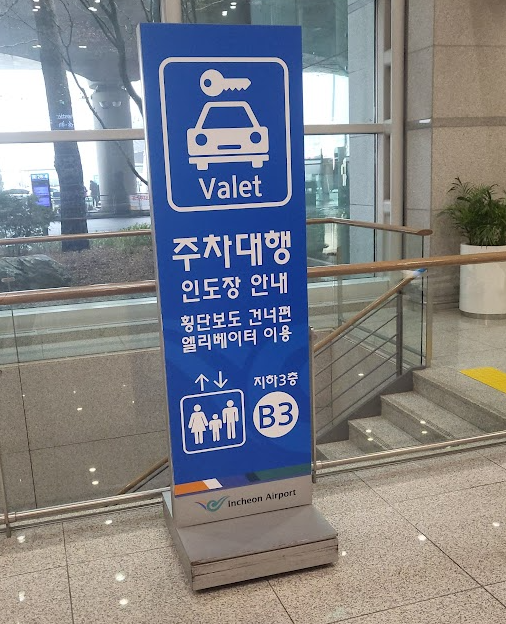 Valet
주차대행
인도장 안내
횡단보도 건너편
엘리베이터 이용
지하3층
B3
Incheon Airport